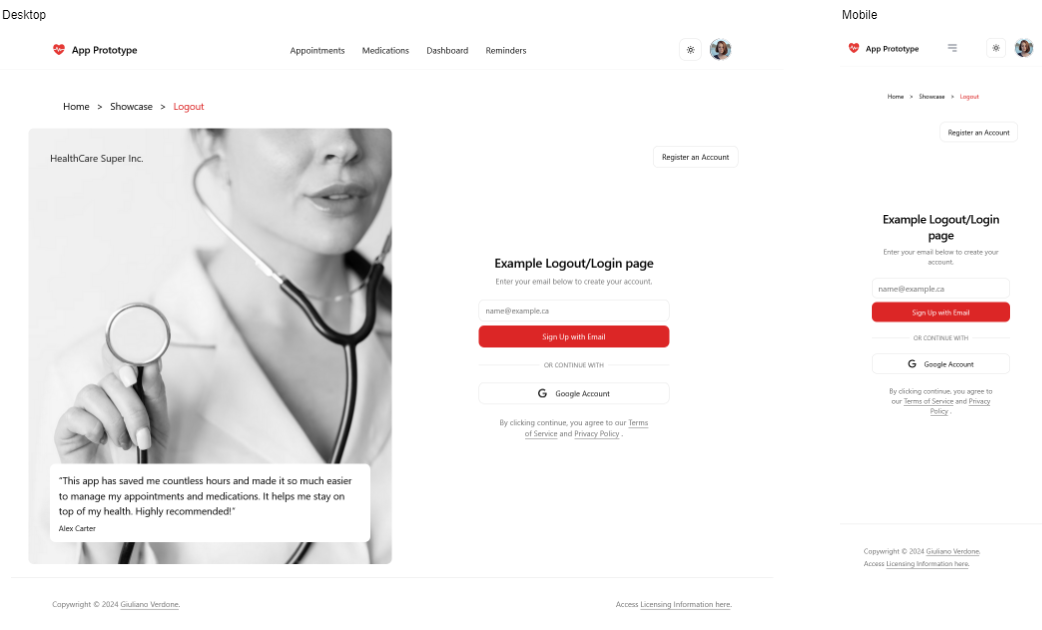 Desktop
App Prototype
Appointments Medications Dashboard Reminders
Home > Showcase > Logout
HealthCare Super Inc.
"This app has saved me countless hours and made it so much easier
to manage my appointments and medications. It helps me stay on
top of my health. Highly recommended!"
Alex Carter
Register an Account
Example Logout/Login page
Enter your email below to create your account.
name@example.ca
Sign Up with Email
OR CONTINUE WITH
G Google Account
By clicking continue, you agree to our Terms
of Service and Privacy Policy .
Copywright © 2024 Giuliano Verdone.
Access Licensing Information here.
Mobile
App Prototype
Home > Showcase > Logout
Register an Account
Example Logout/Login
page
Enter your email below to create your
account.
name@example.ca
Sign Up with Email
OR CONTINUE WITH
G Google Account
By clicking continue, you agree to
our Terms of Service and Privacy
Policy .
Copywright © 2024 Giuliano Verdone.
Access Licensing Information here.